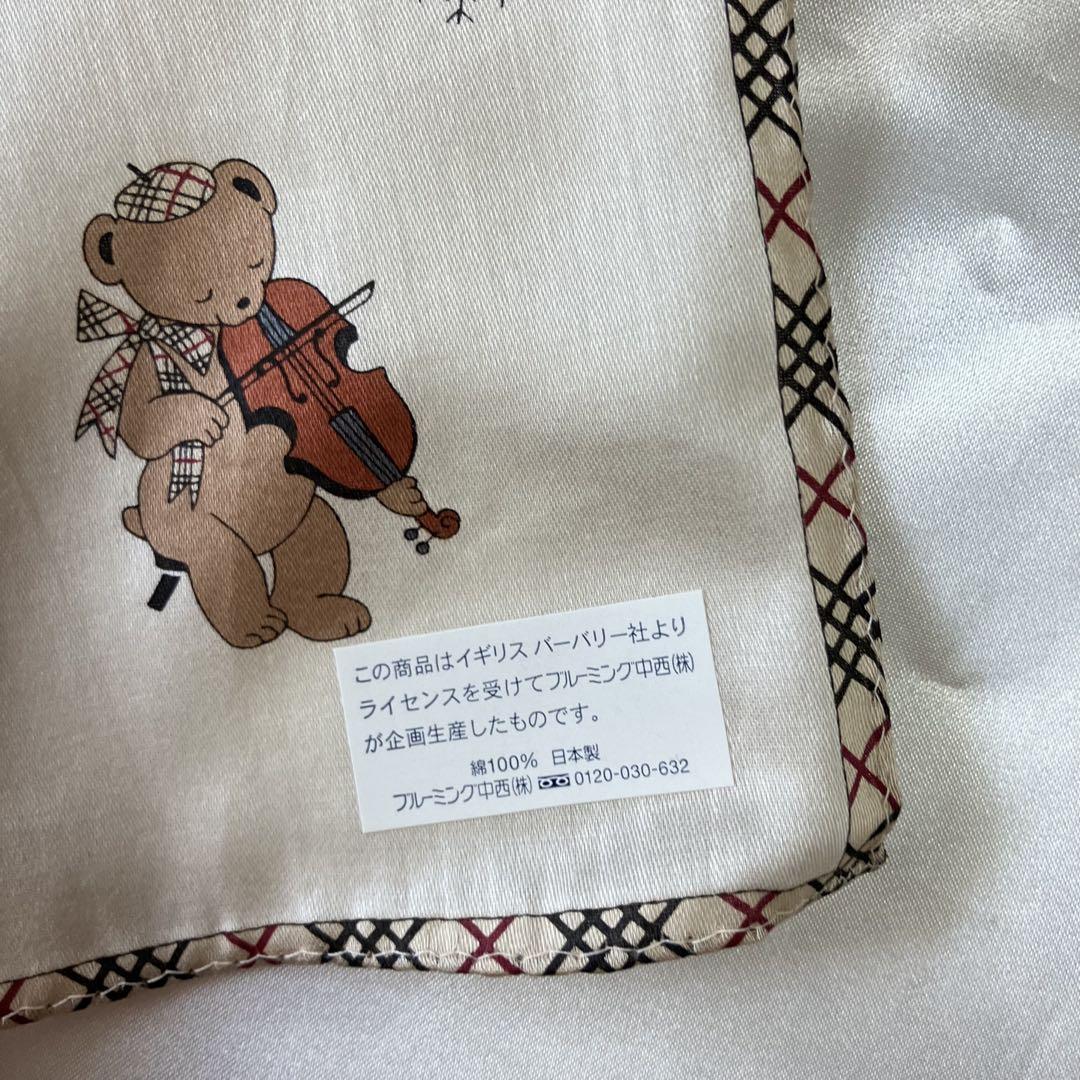 この商品はイギリス バーバリー社より
ライセンスを受けてブルーミング中西(株)
が企画生産したものです。
綿100% 日本製
ブルーミング中西(株) 0120-030-632